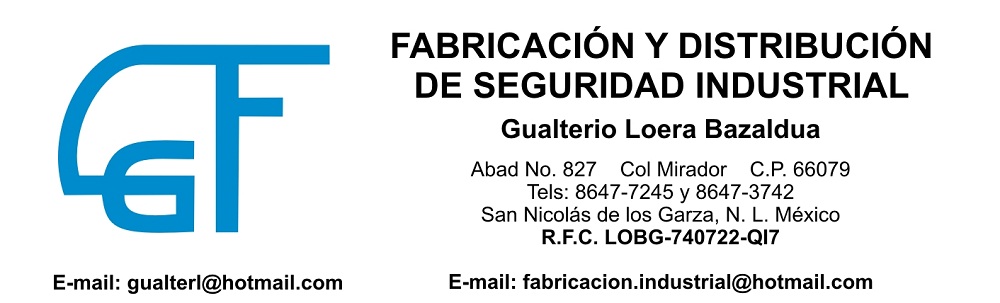 GGF
FABRICACIÓN Y DISTRIBUCIÓN
DE SEGURIDAD INDUSTRIAL
Gualterio Loera Bazaldua
Abad No. 827 Col Mirador C.P. 66079
Tels: 8647-7245 y 8647-3742
San Nicolás de los Garza, N. L. México
R.F.C. LOBG-740722-QI7
E-mail: gualterl@hotmail.com
E-mail: fabricacion.industrial@hotmail.com